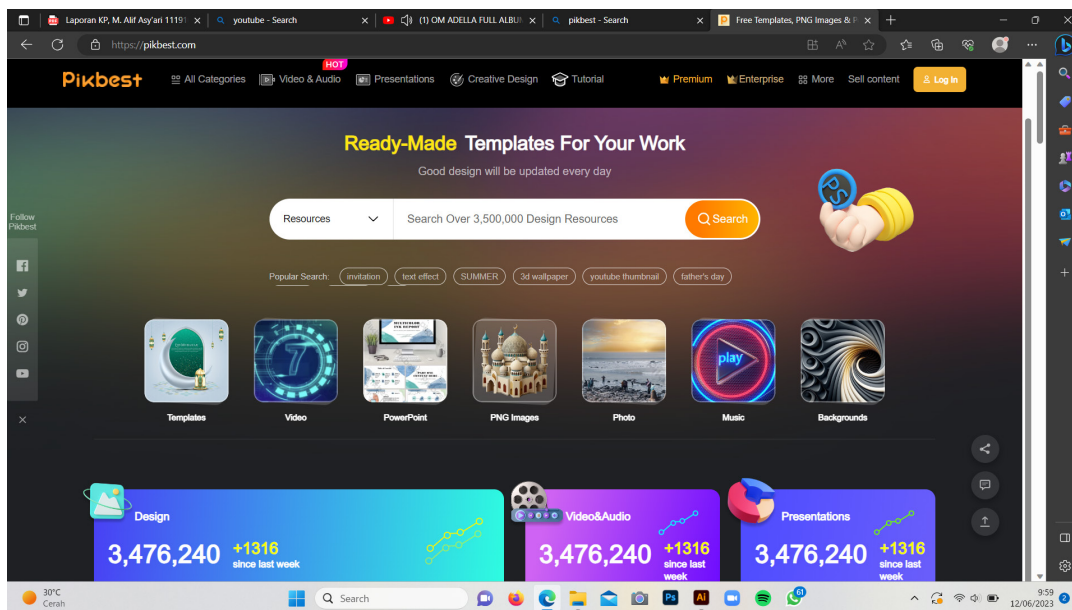 Laporan KP, M. Alif Asy'ari 11191
youtube - Search
(1) OM ADELLA FULL ALBU
pikbest - Search
Free Templates, PNG Images & P
https://pikbest.com
Pikbest
All Categories
Video & Audio
HOT
Presentations
Creative Design
Tutorial
Premium
Enterprise
More
Sell content
Log In
Ready-Made Templates For Your Work
Good design will be updated every day
Resources
Search Over 3,500,000 Design Resources
Search
PS
Follow
Pikbest
Popular Search:
invitation
text effect
SUMMER
3d wallpaper
youtube thumbnail
father's day
7
play
Templates
Video
PowerPoint
PNG Images
Photo
Music
Backgrounds
Design
3,476,240
+1316
since last week
Video&Audio
3,476,240
+1316
since last
week
Presentations
3,476,240
+1316
since last
week
30°C
Cerah
Search
Ps
Ai
61
9:59
12/06/2023
2